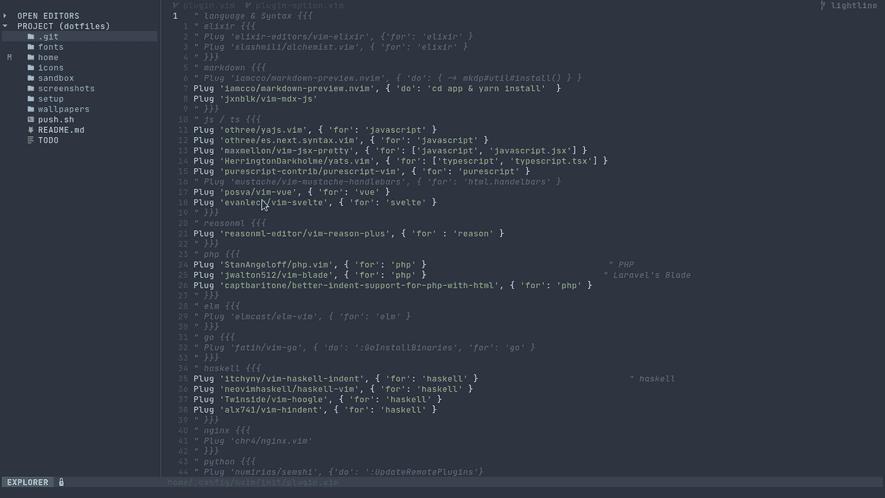 plugin.vim plugin-option.vim lightline
OPEN EDITORS
PROJECT (dotfiles)
.git
fonts
M home
icons
sandbox
screenshots
setup
wallpapers
push.sh
README.md
TODO
1 " language & Syntax {{{
1 " elixir {{{
2 " Plug 'elixir-editors/vim-elixir', {'for': 'elixir' }
3 " Plug 'slashmili/alchemist.vim', { 'for': 'elixir' }
4 " }}}
5 " markdown {{{
6 " Plug 'iamcco/markdown-preview.nvim', { 'do': { -> mkdp#util#install() } }
7 Plug 'iamcco/markdown-preview.nvim', { 'do': 'cd app & yarn install'  }
8 Plug 'jxnblk/vim-mdx-js'
9 " }}}
10 " js / ts {{{
11 Plug 'othree/yajs.vim', { 'for': 'javascript' }
12 Plug 'othree/es.next.syntax.vim', { 'for': 'javascript' }
13 Plug 'maxmellon/vim-jsx-pretty', { 'for': ['javascript', 'javascript.jsx'] }
14 Plug 'HerringtonDarkholme/yats.vim', { 'for': ['typescript', 'typescript.tsx'] }
15 Plug 'purescript-contrib/purescript-vim', { 'for': 'purescript' }
16 " Plug 'mustache/vim-mustache-handlebars', { 'for': 'html.handelbars' }
17 Plug 'posva/vim-vue', { 'for': 'vue' }
18 Plug 'evanleck/vim-svelte', { 'for': 'svelte' }
19 " }}}
20 " reasonml {{{
21 Plug 'reasonml-editor/vim-reason-plus', { 'for' : 'reason' }
22 " }}}
23 " php {{{
24 Plug 'StanAngeloff/php.vim', { 'for': 'php' } " PHP
25 Plug 'jwalton512/vim-blade', { 'for': 'php' } " Laravel's Blade
26 Plug 'captbaritone/better-indent-support-for-php-with-html', { 'for': 'php' }
27 " }}}
28 " elm {{{
29 " Plug 'elmcast/elm-vim', { 'for': 'elm' }
30 " }}}
31 " go {{{
32 " Plug 'fatih/vim-go', { 'do': ':GoInstallBinaries', 'for': 'go' }
33 " }}}
34 " haskell {{{
35 Plug 'itchyny/vim-haskell-indent', { 'for': 'haskell' } " haskell
36 Plug 'neovimhaskell/haskell-vim', { 'for': 'haskell' }
37 Plug 'Twinside/vim-hoogle', { 'for': 'haskell' }
38 Plug 'alx741/vim-hindent', { 'for': 'haskell' }
39 " }}}
40 " nginx {{{
41 " Plug 'chr4/nginx.vim'
42 " }}}
43 " python {{{
44 " Plug 'numirias/semshi', {'do': ':UpdateRemotePlugins'}
EXPLORER home/.config/nvim/init/plugin.vim